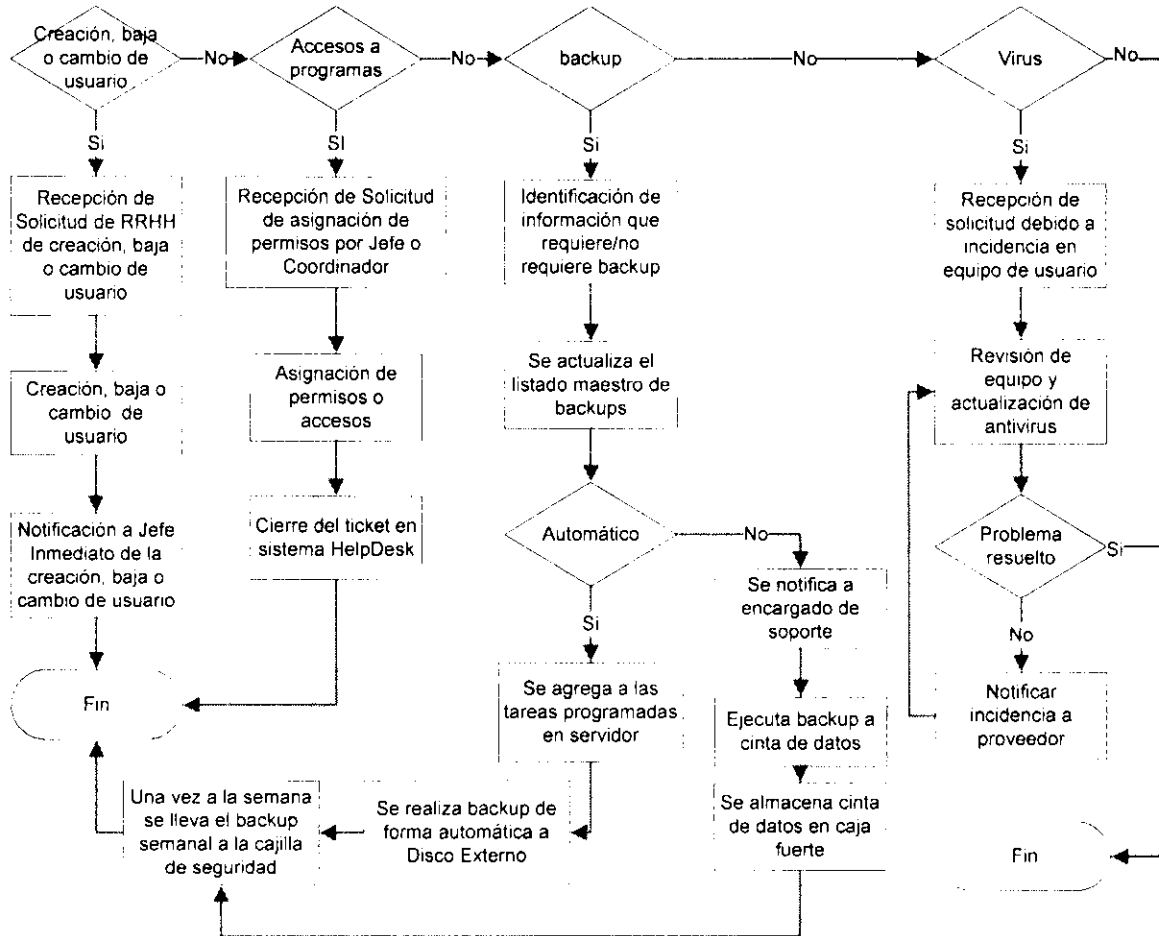 Creación, baja
o cambio de
usuario
No
Accesos a
programas
No
backup
No
Virus
No
Si
SI
Si
Si
Recepción de
Solicitud de RRHH
de creación, baja
o cambio de
usuario
Recepción de Solicitud
de asignación de
permisos por Jefe o
Coordinador
Identificación de
información que
requiere/no
requiere backup
Recepción de
solicitud debido a
incidencia en
equipo de usuario
Creación, baja o
cambio de
usuario
Asignación de
permisos o
accesos
Se actualiza el
listado maestro de
backups
Revisión de
equipo y
actualización de
antivirus
Notificación a Jefe
Inmediato de la
creación, baja o
cambio de usuario
Cierre del ticket en
sistema HelpDesk
Automático
No
Si
Problema
resuelto
Si
No
Se notifica a
encargado de
soporte
Fin
Se agrega a las
tareas programadas
en servidor
Ejecuta backup a
cinta de datos
Notificar
incidencia a
proveedor
Una vez a la semana
se lleva el backup
semanal a la cajilla
de seguridad
Se realiza backup de
forma automática a
Disco Externo
Se almacena cinta
de datos en caja
fuerte
Fin